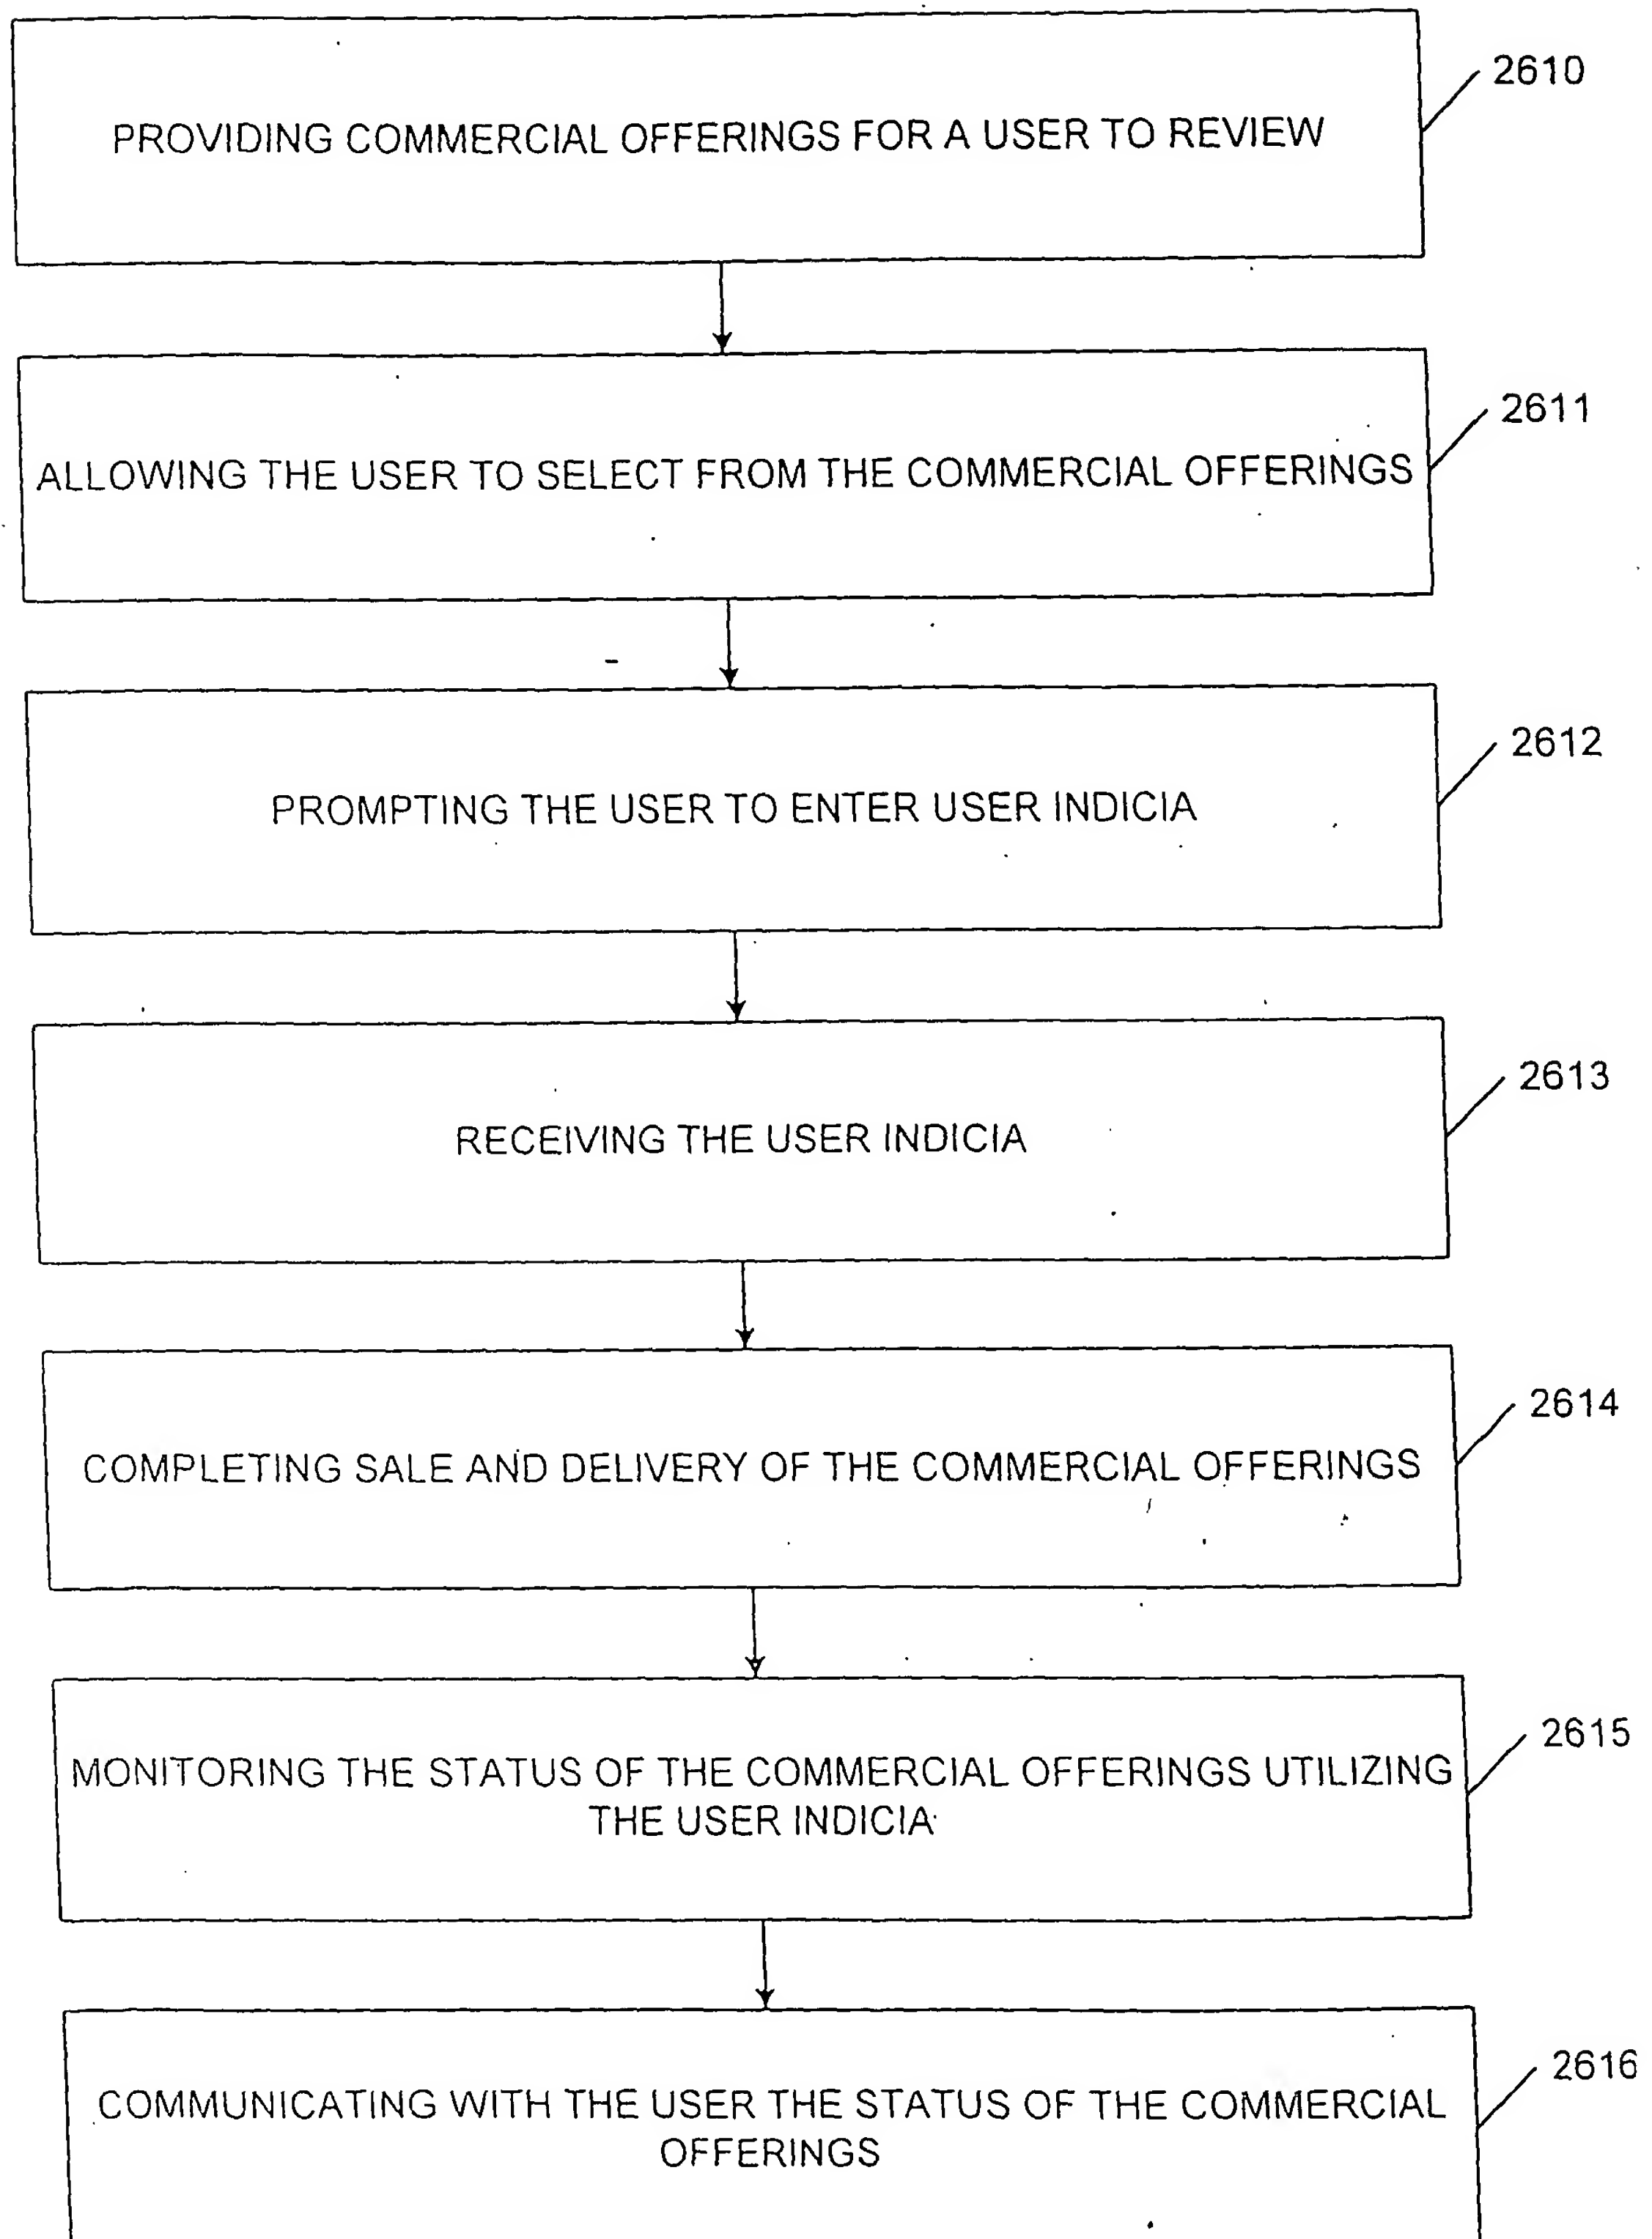 2610
PROVIDING COMMERCIAL OFFERINGS FOR A USER TO REVIEW
2611
ALLOWING THE USER TO SELECT FROM THE COMMERCIAL OFFERINGS
2612
PROMPTING THE USER TO ENTER USER INDICIA
2613
RECEIVING THE USER INDICIA
2614
COMPLETING SALE AND DELIVERY OF THE COMMERCIAL OFFERINGS
2615
MONITORING THE STATUS OF THE COMMERCIAL OFFERINGS UTILIZING
THE USER INDICIA
2616
COMMUNICATING WITH THE USER THE STATUS OF THE COMMERCIAL
OFFERINGS